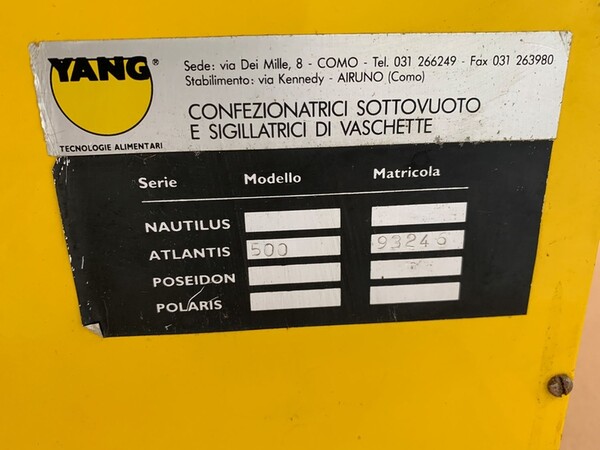 YANG®
TECNOLOGIE ALIMENTARI
Sede: via Dei Mille, 8 - COMO - Tel. 031 266249 - Fax 031 263980
Stabilimento: via Kennedy - AIRUNO (Como)
CONFEZIONATRICI SOTTOVUOTO
E SIGILLATRICI DI VASCHETTE
Serie Modello Matricola
NAUTILUS
ATLANTIS 500 93246
POSEIDON
POLARIS